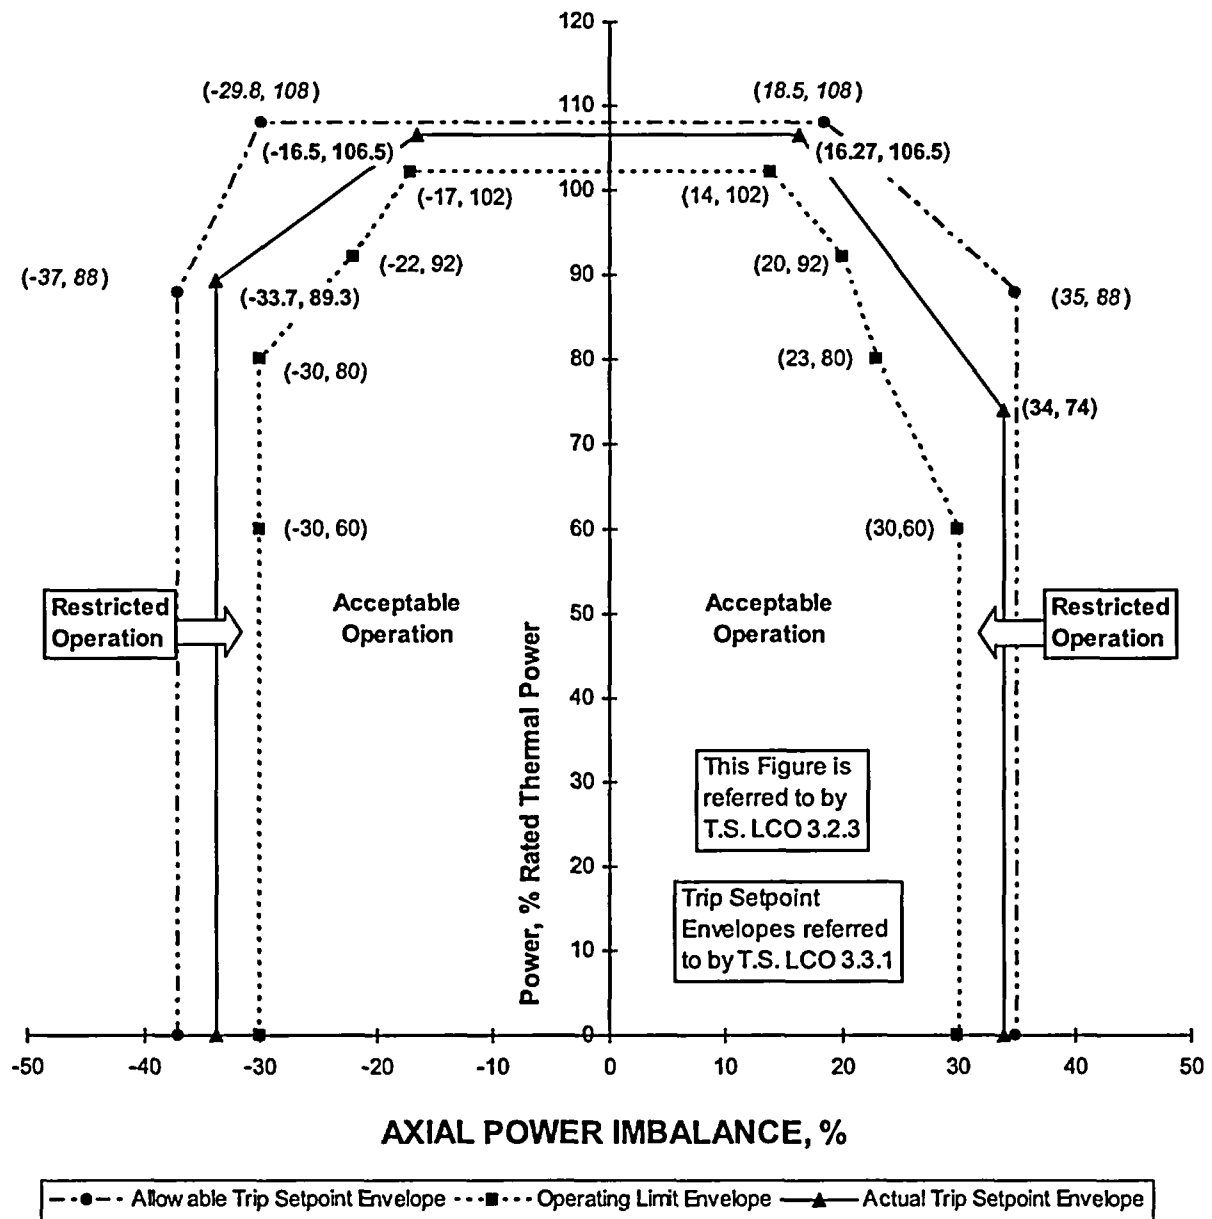 120
(-29.8, 108)
(18.5, 108)
110
(-16.5, 106.5)
(16.27, 106.5)
100
(-17, 102)
(14, 102)
(-22, 92)
(20, 92)
90
(-37, 88)
(-33.7, 89.3)
(35, 88)
80
(-30, 80)
(23, 80)
70
(34, 74)
60
(-30, 60)
(30,60)
50
Restricted
Operation
Acceptable
Operation
Acceptable
Operation
Restricted
Operation
40
Power, % Rated Thermal Power
30
This Figure is
referred to by
T.S. LCO 3.2.3
20
Trip Setpoint
Envelopes referred
to by T.S. LCO 3.3.1
10
0
-50 -40 -30 -20 -10 0 10 20 30 40 50
AXIAL POWER IMBALANCE, %
Allowable Trip Setpoint Envelope Operating Limit Envelope Actual Trip Setpoint Envelope